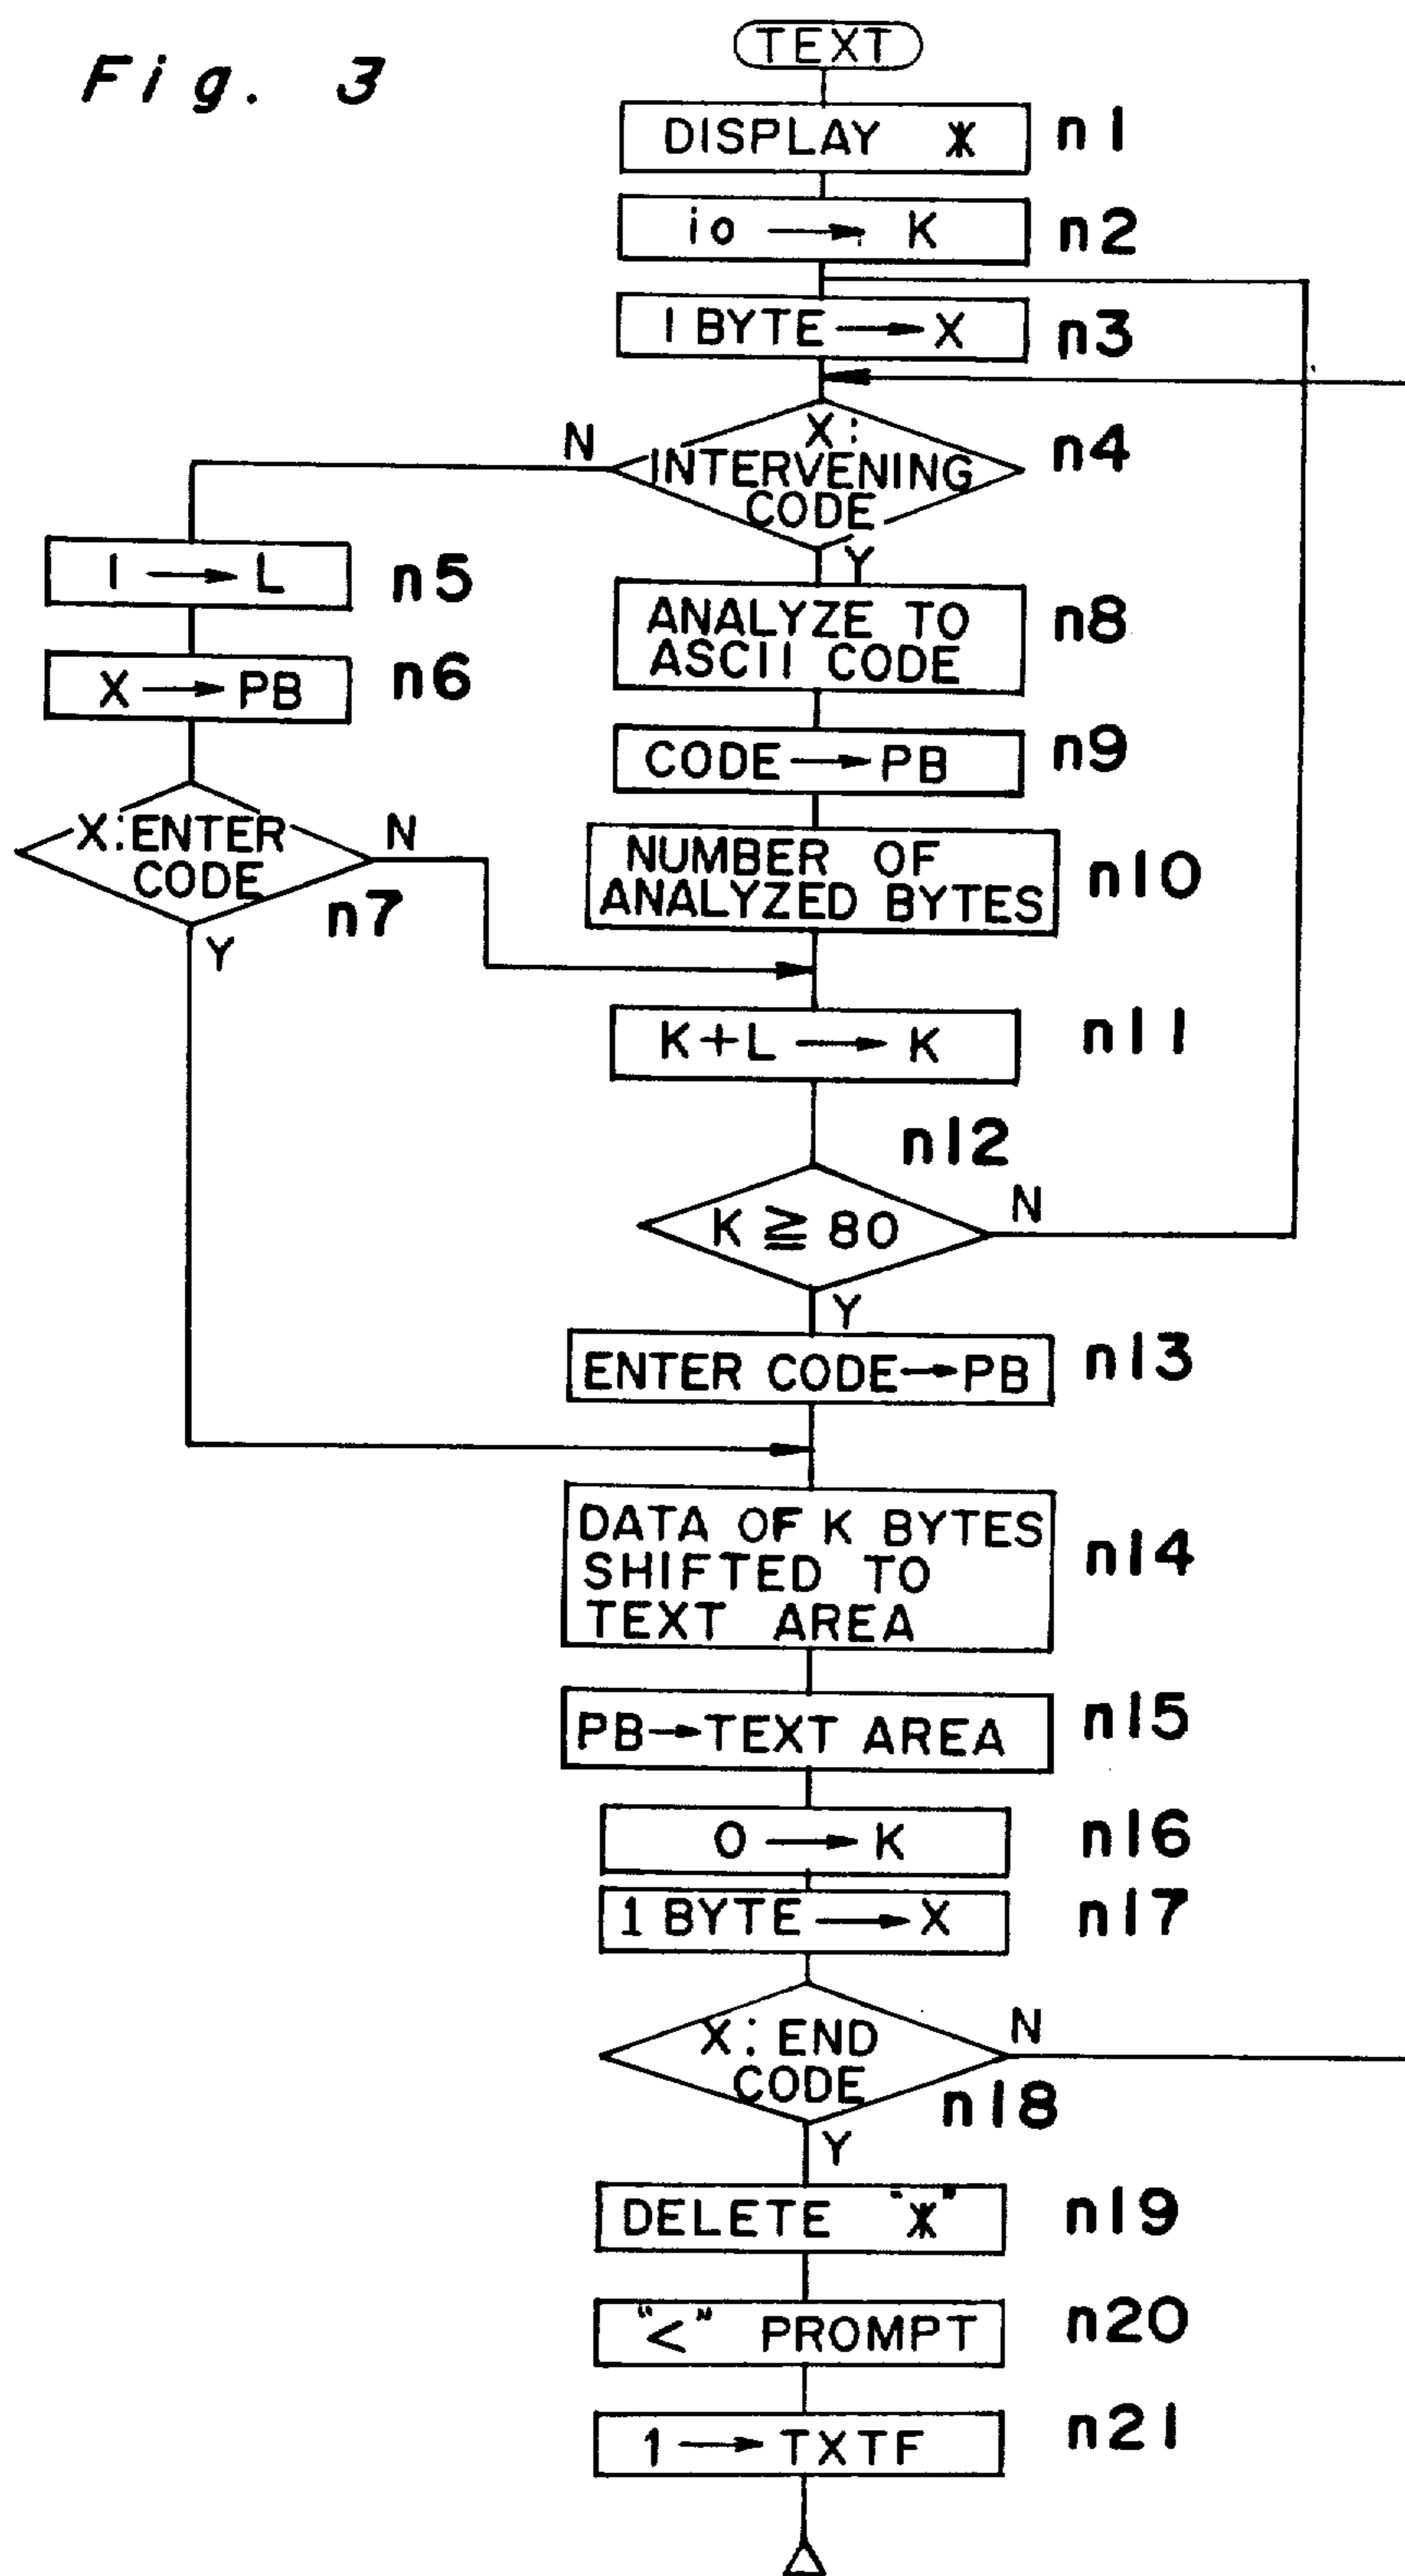 Fig. 3
TEXT
DISPLAY *
n1
io → K
n2
1 BYTE → X
n3
X:
INTERVENING
CODE
n4
N
Y
1 → L
n5
X → PB
n6
X:ENTER
CODE
n7
N
Y
ANALYZE TO
ASCII CODE
n8
CODE → PB
n9
NUMBER OF
ANALYZED BYTES
n10
K+L → K
n11
n12
K ≧ 80
N
Y
ENTER CODE→PB
n13
DATA OF K BYTES
SHIFTED TO
TEXT AREA
n14
PB→TEXT AREA
n15
0 → K
n16
1 BYTE → X
n17
X: END
CODE
n18
N
Y
DELETE "*"
n19
"<" PROMPT
n20
1 → TXTF
n21